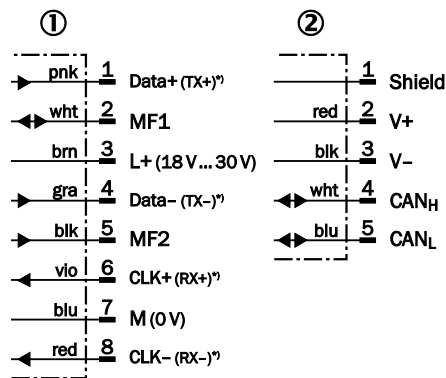 ① ②
pnk 1 Data+ (TX+)*)
wht 2 MF1
brn 3 L+ (18 V ... 30 V)
gra 4 Data– (TX–)*)
blk 5 MF2
vio 6 CLK+ (RX+)*)
blu 7 M (0 V)
red 8 CLK– (RX–)*)
1 Shield
red 2 V+
blk 3 V–
wht 4 CANH
blu 5 CANL